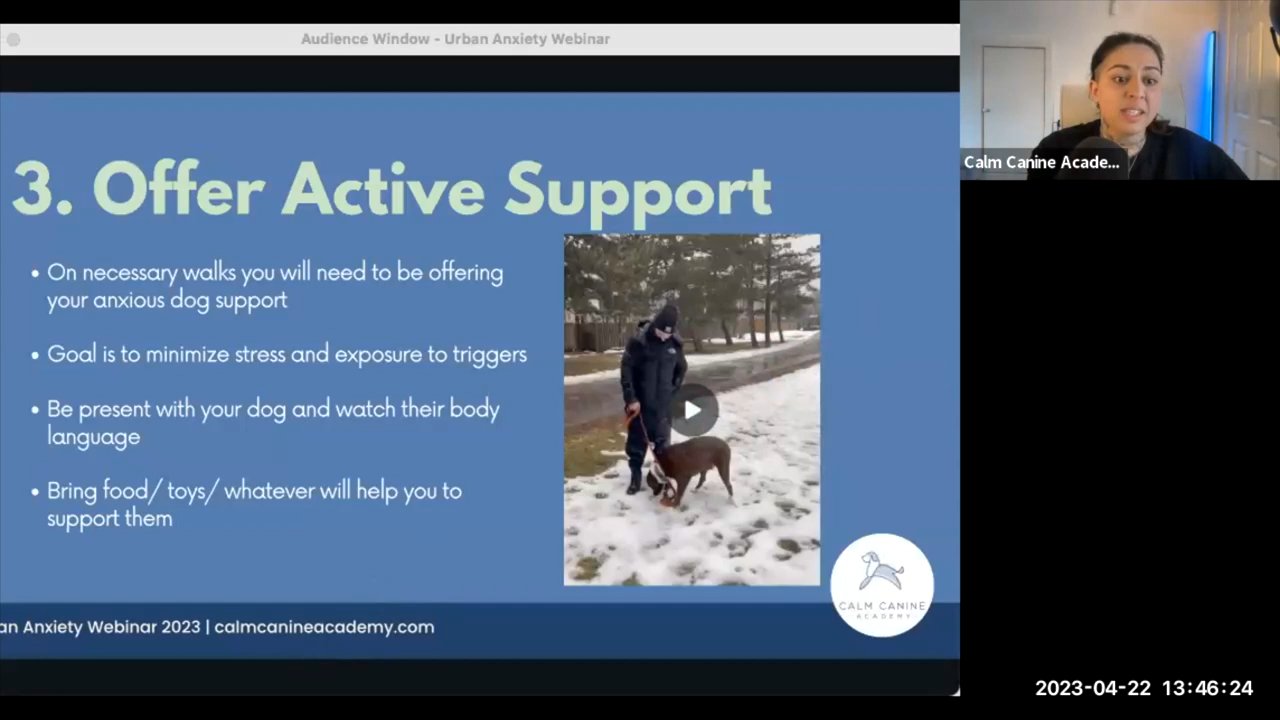 Audience Window - Urban Anxiety Webinar
3. Offer Active Support
• On necessary walks you will need to be offering
your anxious dog support
• Goal is to minimize stress and exposure to triggers
• Be present with your dog and watch their body
language
• Bring food/ toys/ whatever will help you to
support them
CALM CANINE
ACADEMY
an Anxiety Webinar 2023 | calmcanineacademy.com
Calm Canine Acade...
2023-04-22 13:46:24